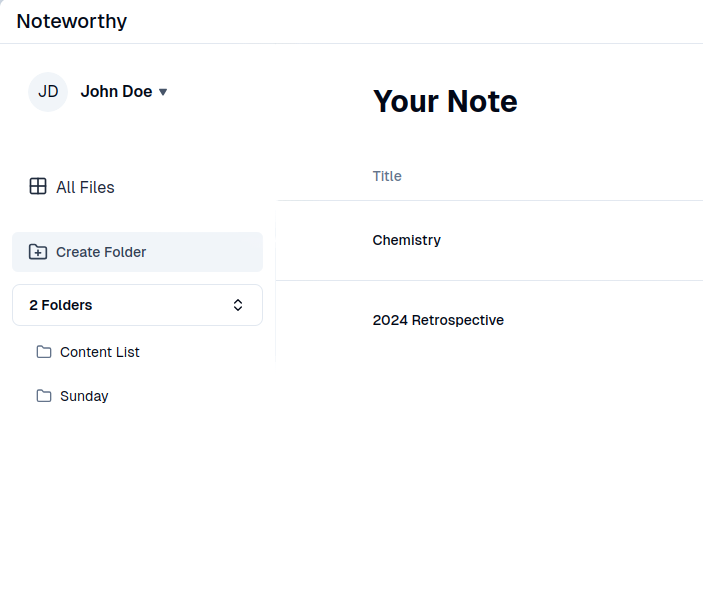 Noteworthy
JD
John Doe
All Files
Create Folder
2 Folders
Content List
Sunday
Your Note
Title
Chemistry
2024 Retrospective